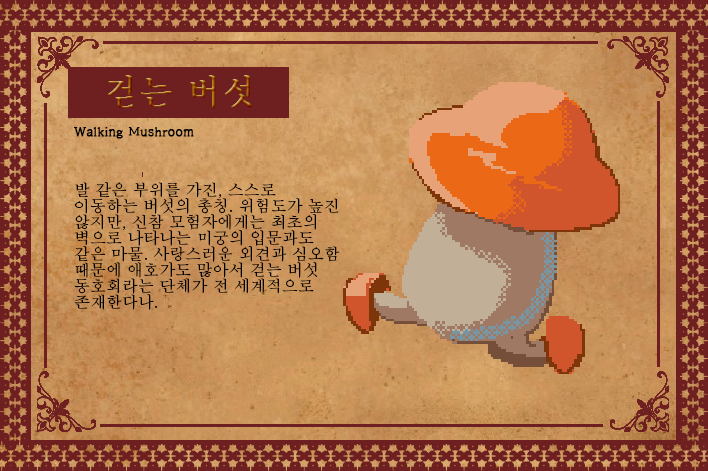 걷는 버섯
Walking Mushroom
발 같은 부위를 가진, 스스로
이동하는 버섯의 총칭. 위험도가 높진
않지만, 신참 모험자에게는 최초의
벽으로 나타나는 미궁의 입문과도
같은 마물. 사랑스러운 외견과 심오함
때문에 애호가도 많아서 걷는 버섯
동호회라는 단체가 전 세계적으로
존재한다나.